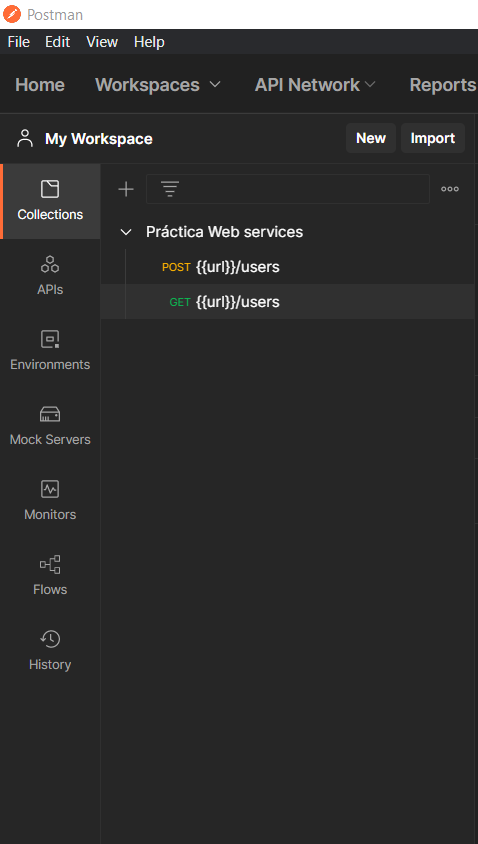 Postman
File Edit View Help
Home Workspaces API Network Reports
My Workspace New Import
Collections
Práctica Web services
POST {{url}}/users
GET {{url}}/users
APIs
Environments
Mock Servers
Monitors
Flows
History